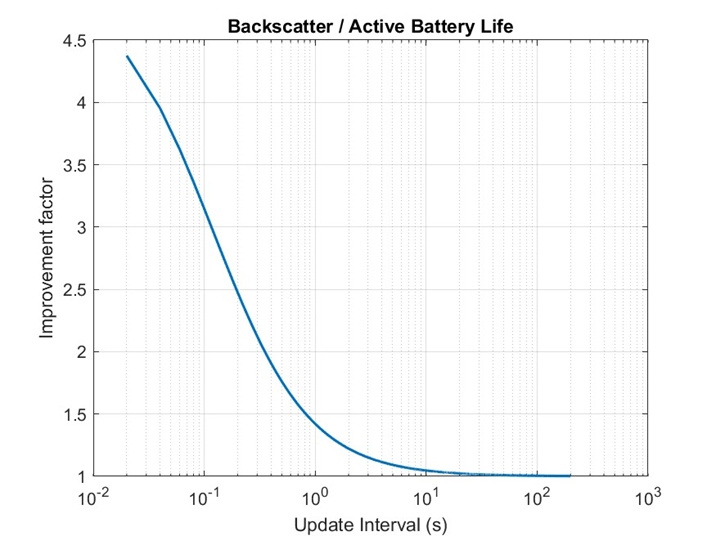 Backscatter / Active Battery Life
4.5
4
3.5
3
2.5
2
1.5
1
Improvement factor
10^-2 10^-1 10^0 10^1 10^2 10^3
Update Interval (s)